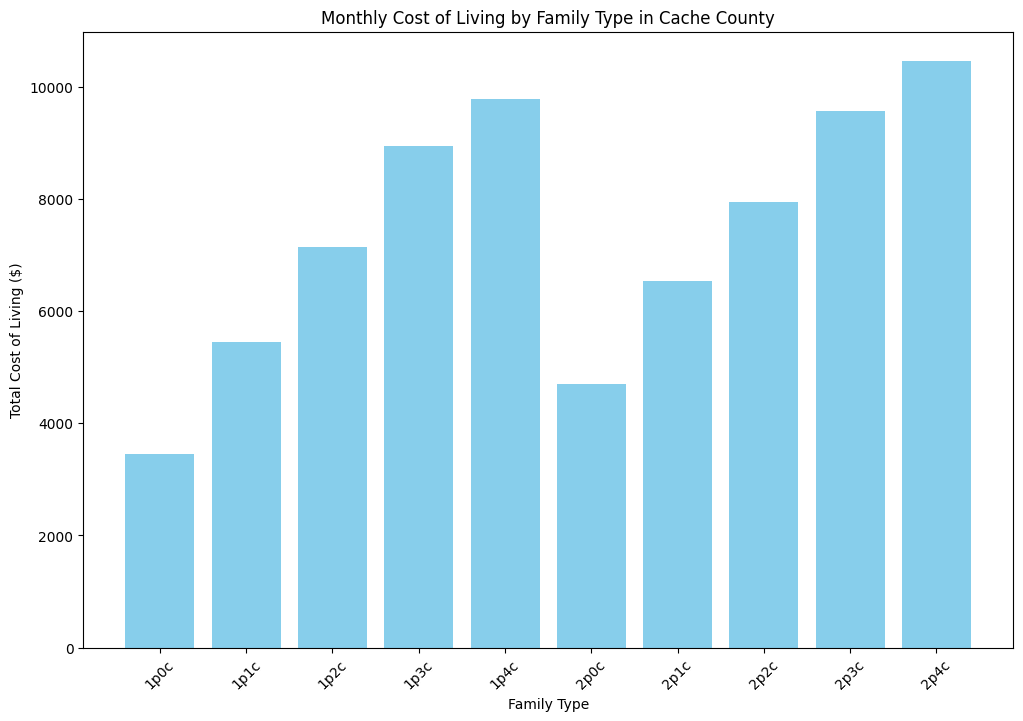 Monthly Cost of Living by Family Type in Cache County
Total Cost of Living ($)
10000
8000
6000
4000
2000
0
1p0c
1p1c
1p2c
1p3c
1p4c
2p0c
2p1c
2p2c
2p3c
2p4c
Family Type